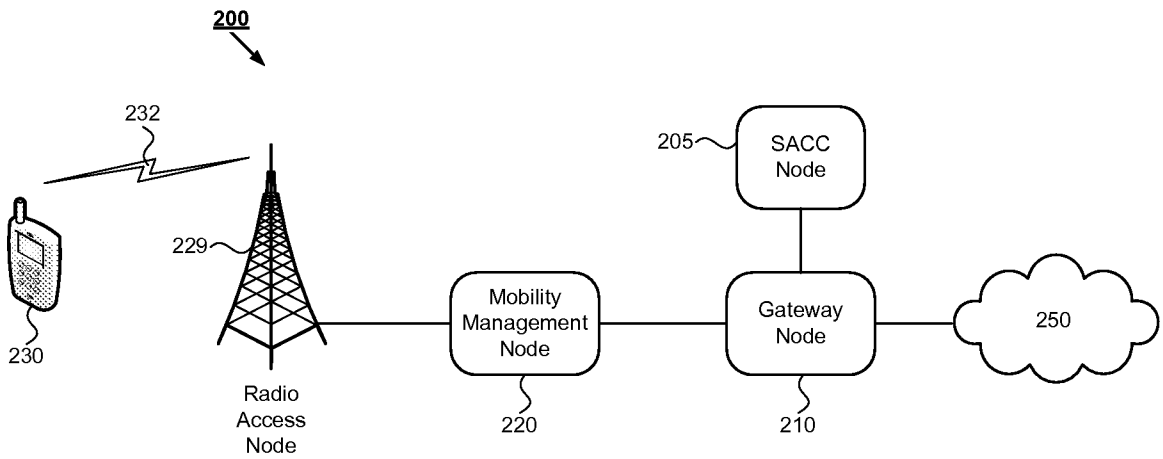 200
232
205
SACC
Node
229
Mobility
Management
Node
Gateway
Node
250
230
Radio
Access
Node
220
210